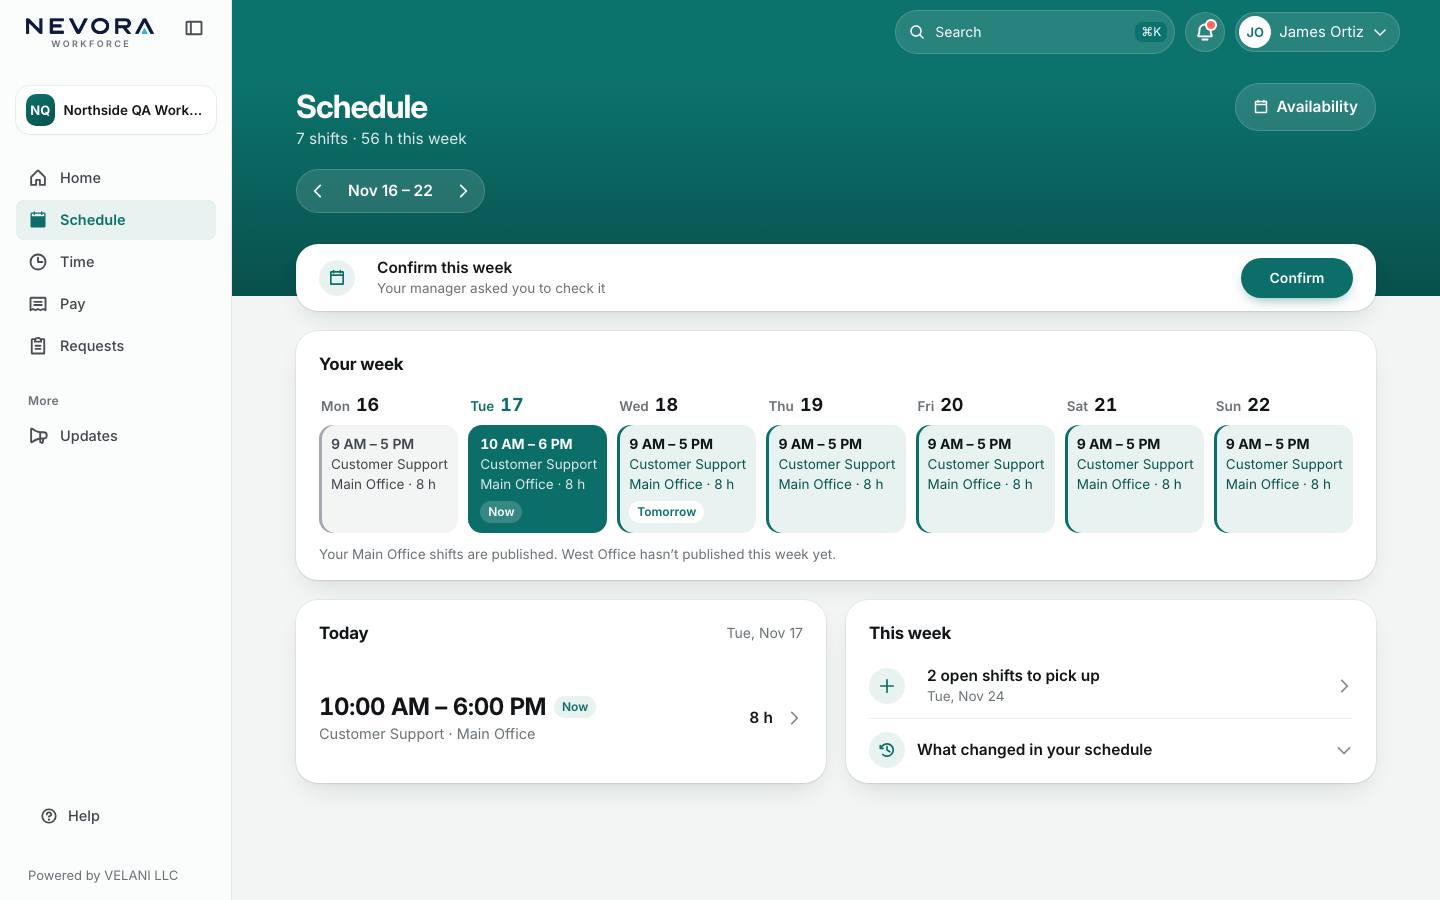 NEVORA
WORKFORCE
Search
⌘K
JO
James Ortiz
NQ
Northside QA Work...
Home
Schedule
Time
Pay
Requests
More
Updates
Help
Powered by VELANI LLC
Schedule
7 shifts · 56 h this week
Availability
Nov 16 – 22
Confirm this week
Your manager asked you to check it
Confirm
Your week
Mon 16
9 AM – 5 PM
Customer Support
Main Office · 8 h
Tue 17
10 AM – 6 PM
Customer Support
Main Office · 8 h
Now
Wed 18
9 AM – 5 PM
Customer Support
Main Office · 8 h
Tomorrow
Thu 19
9 AM – 5 PM
Customer Support
Main Office · 8 h
Fri 20
9 AM – 5 PM
Customer Support
Main Office · 8 h
Sat 21
9 AM – 5 PM
Customer Support
Main Office · 8 h
Sun 22
9 AM – 5 PM
Customer Support
Main Office · 8 h
Your Main Office shifts are published. West Office hasn’t published this week yet.
Today
Tue, Nov 17
10:00 AM – 6:00 PM
Now
Customer Support · Main Office
8 h
This week
2 open shifts to pick up
Tue, Nov 24
What changed in your schedule